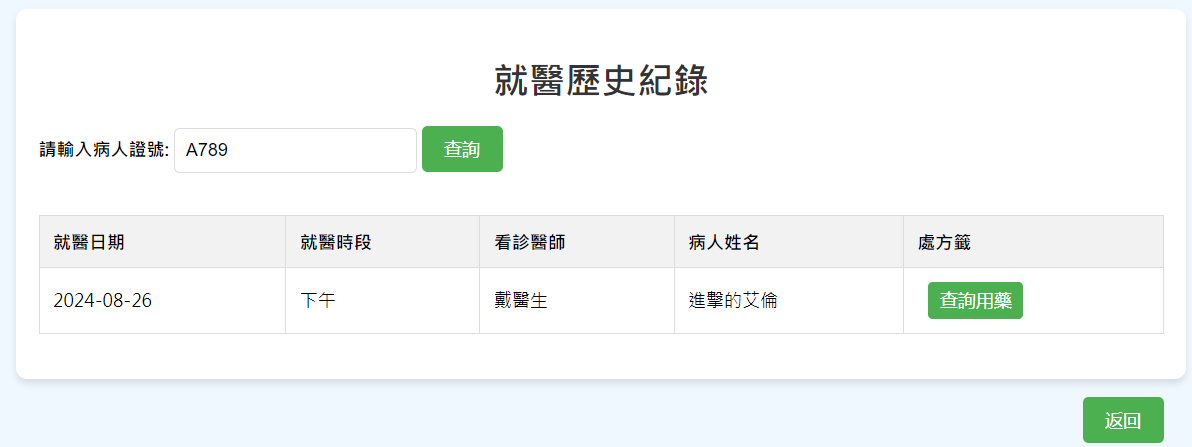 就醫歷史紀錄
請輸入病人證號: A789 查詢
就醫日期 就醫時段 看診醫師 病人姓名 處方籤
2024-08-26 下午 戴醫生 進擊的艾倫 查詢用藥
返回